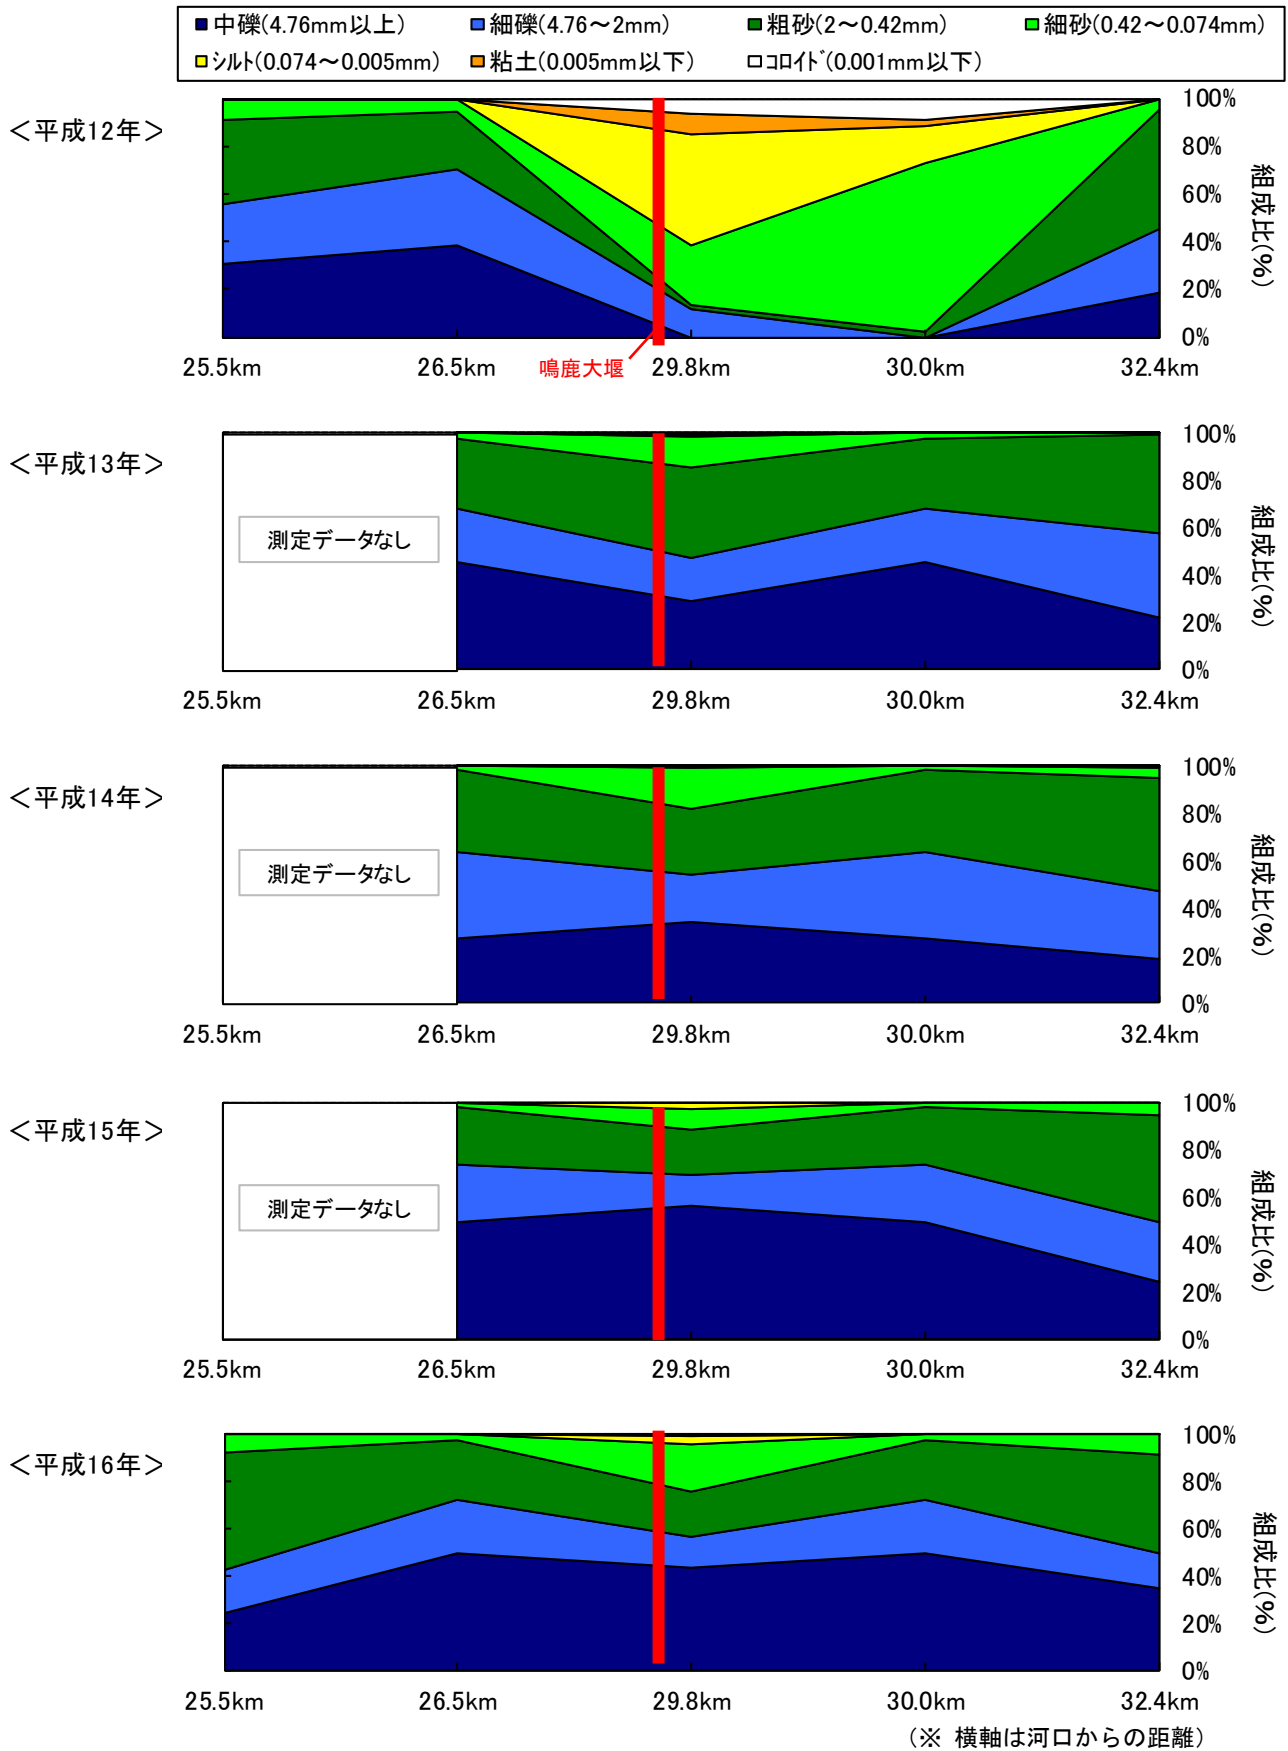 中礫(4.76mm以上) 細礫(4.76～2mm) 粗砂(2～0.42mm) 細砂(0.42～0.074mm)
ｼﾙﾄ(0.074～0.005mm) 粘土(0.005mm以下) ｺﾛｲﾄﾞ(0.001mm以下)
＜平成12年＞
100%
80%
60%
40%
20%
0%
組成比(%)
25.5km 26.5km 鳴鹿大堰 29.8km 30.0km 32.4km
＜平成13年＞
測定データなし
100%
80%
60%
40%
20%
0%
組成比(%)
25.5km 26.5km 29.8km 30.0km 32.4km
＜平成14年＞
測定データなし
100%
80%
60%
40%
20%
0%
組成比(%)
25.5km 26.5km 29.8km 30.0km 32.4km
＜平成15年＞
測定データなし
100%
80%
60%
40%
20%
0%
組成比(%)
25.5km 26.5km 29.8km 30.0km 32.4km
＜平成16年＞
100%
80%
60%
40%
20%
0%
組成比(%)
25.5km 26.5km 29.8km 30.0km 32.4km
(※ 横軸は河口からの距離)